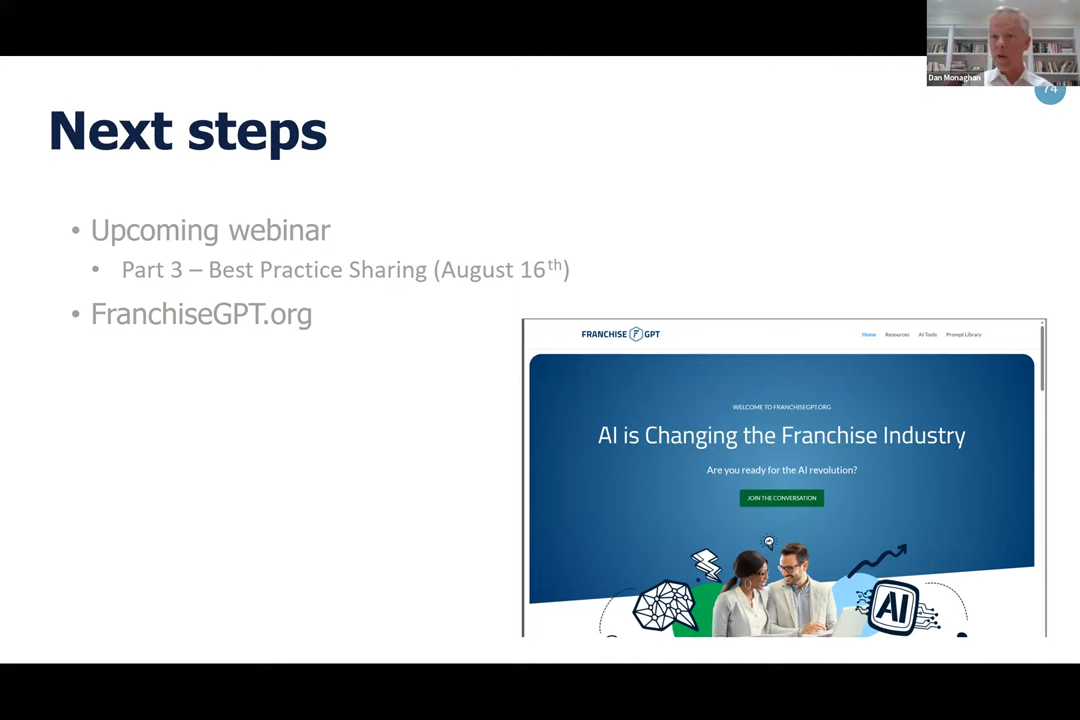 Dan Monaghan
74
Next steps
• Upcoming webinar
• Part 3 – Best Practice Sharing (August 16th)
• FranchiseGPT.org
FRANCHISE F GPT
Home Resources AI Tools Prompt Library
WELCOME TO FRANCHISEGPT.ORG
AI is Changing the Franchise Industry
Are you ready for the AI revolution?
JOIN THE CONVERSATION
AI